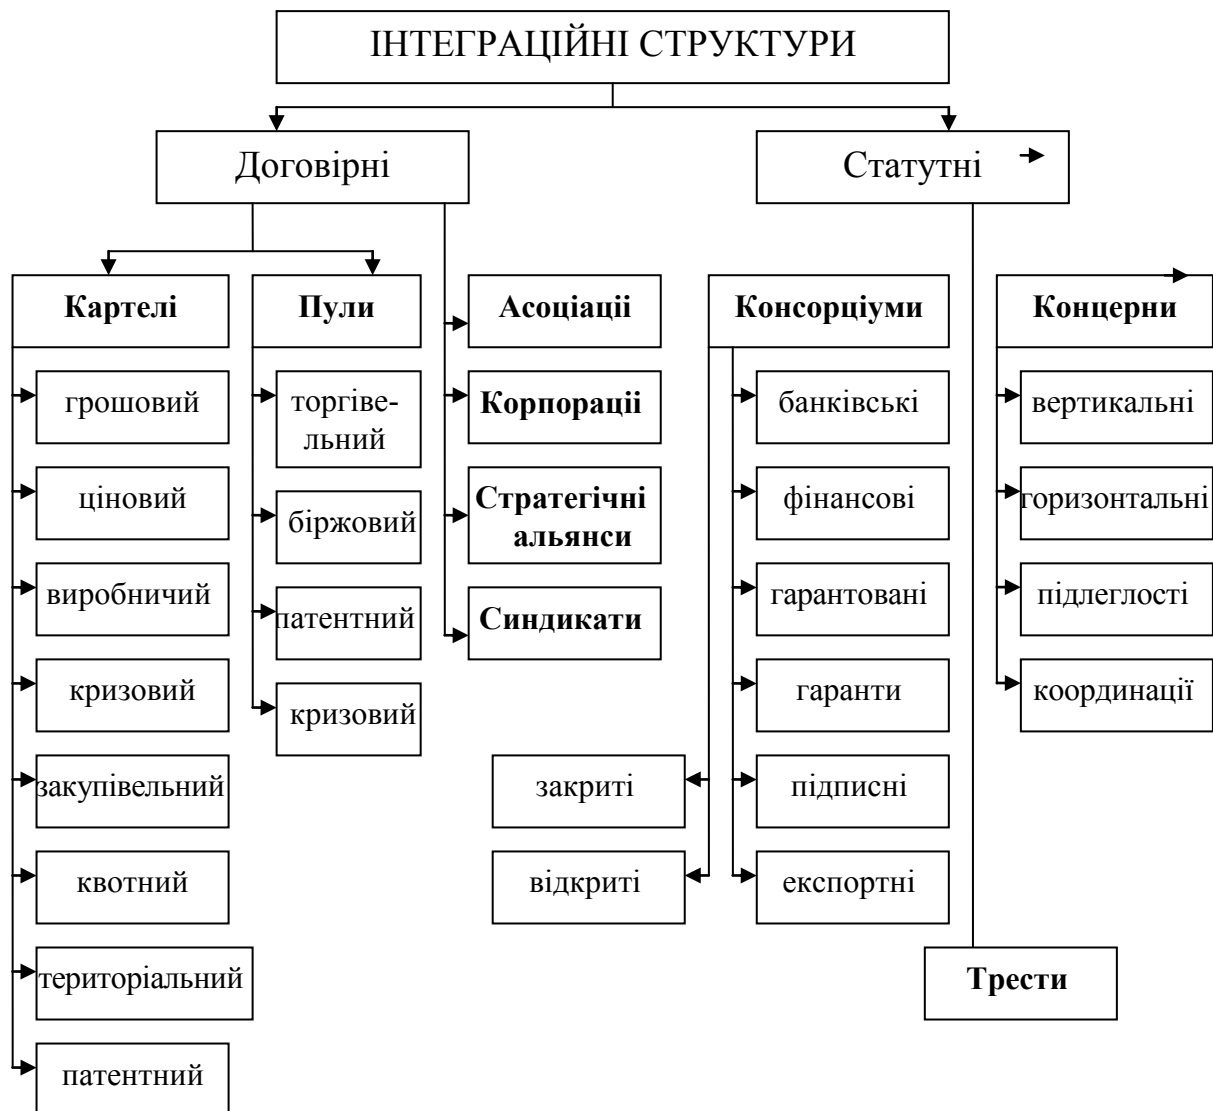 ІНТЕГРАЦІЙНІ СТРУКТУРИ
Договірні
Статутні
Картелі
грошовий
ціновий
виробничий
кризовий
закупівельний
квотний
територіальний
патентний
Пули
торгіве-
льний
біржовий
патентний
кризовий
Асоціації
Корпорації
Стратегічні
альянси
Синдикати
Консорціуми
банківські
фінансові
гарантовані
гаранти
підписні
експортні
закриті
відкриті
Концерни
вертикальні
горизонтальні
підлеглості
координації
Трести